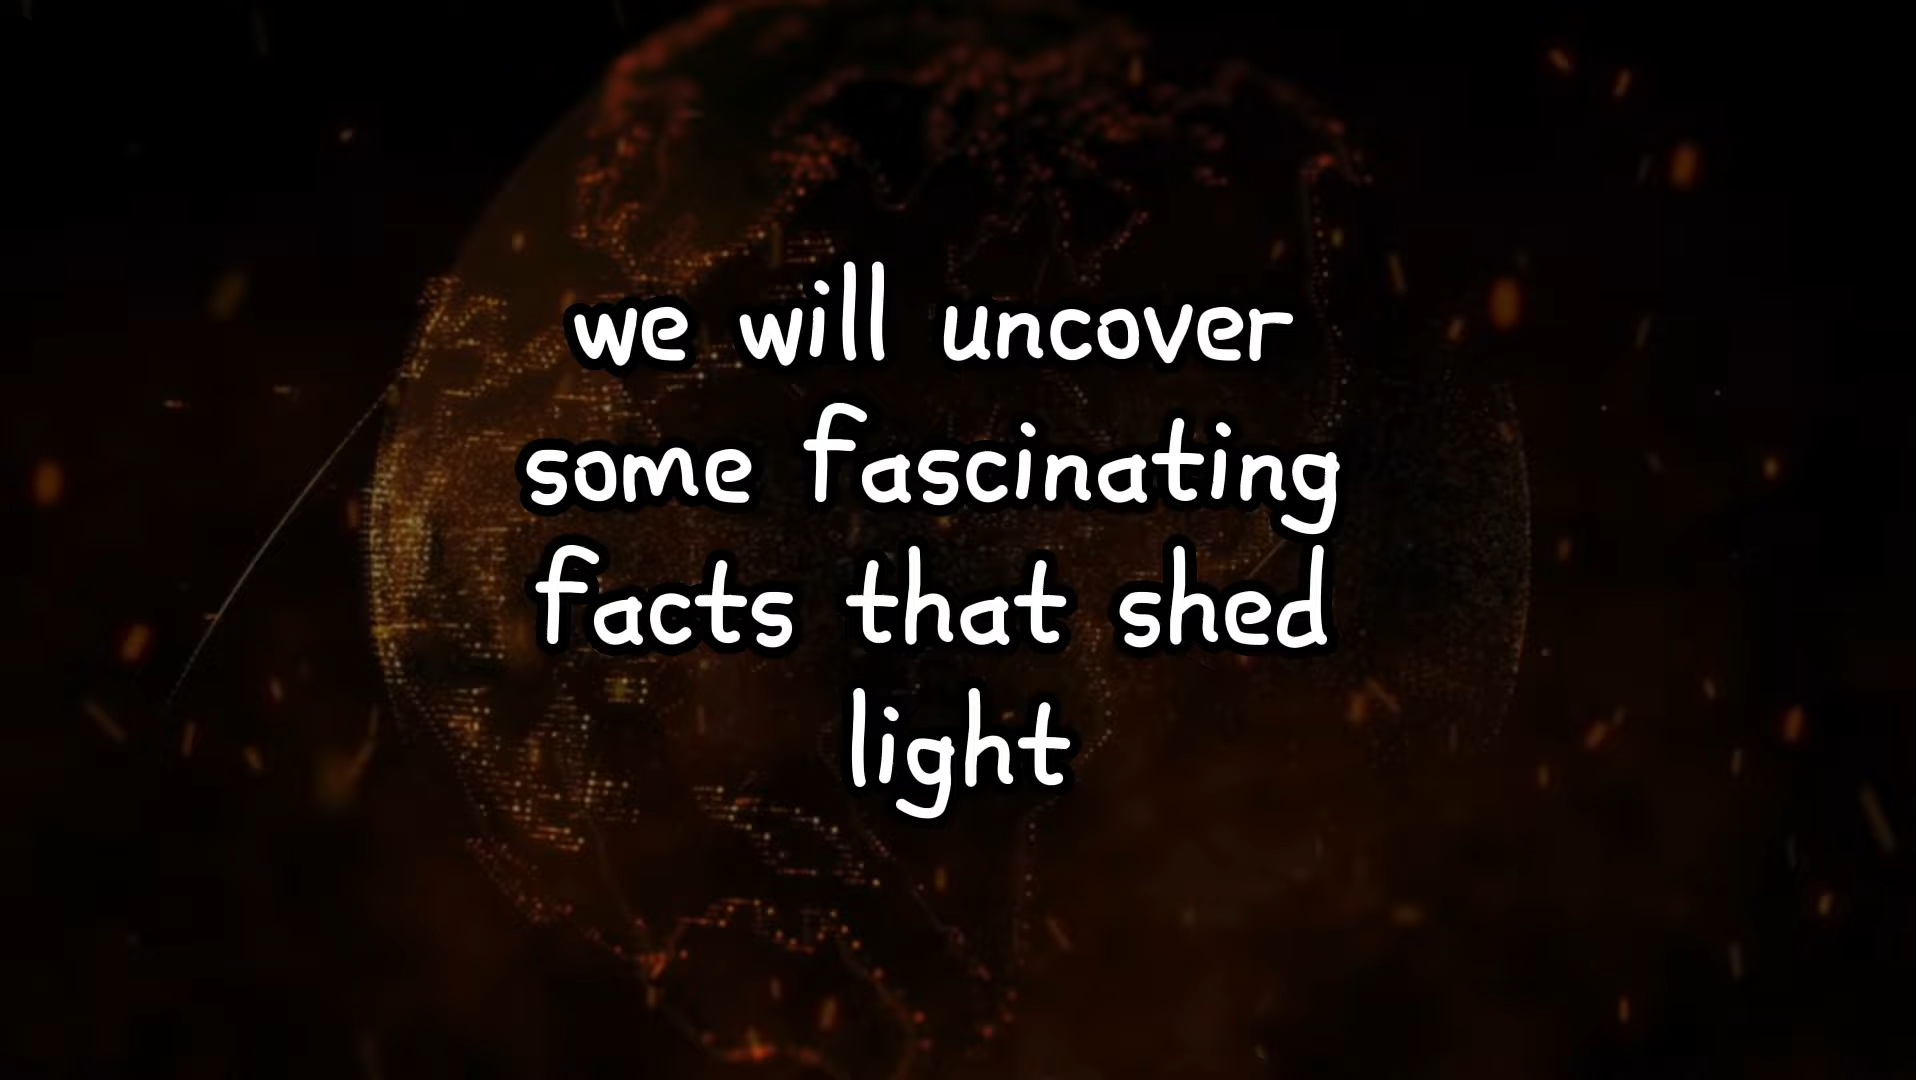 we will uncover
some fascinating
facts that shed
light